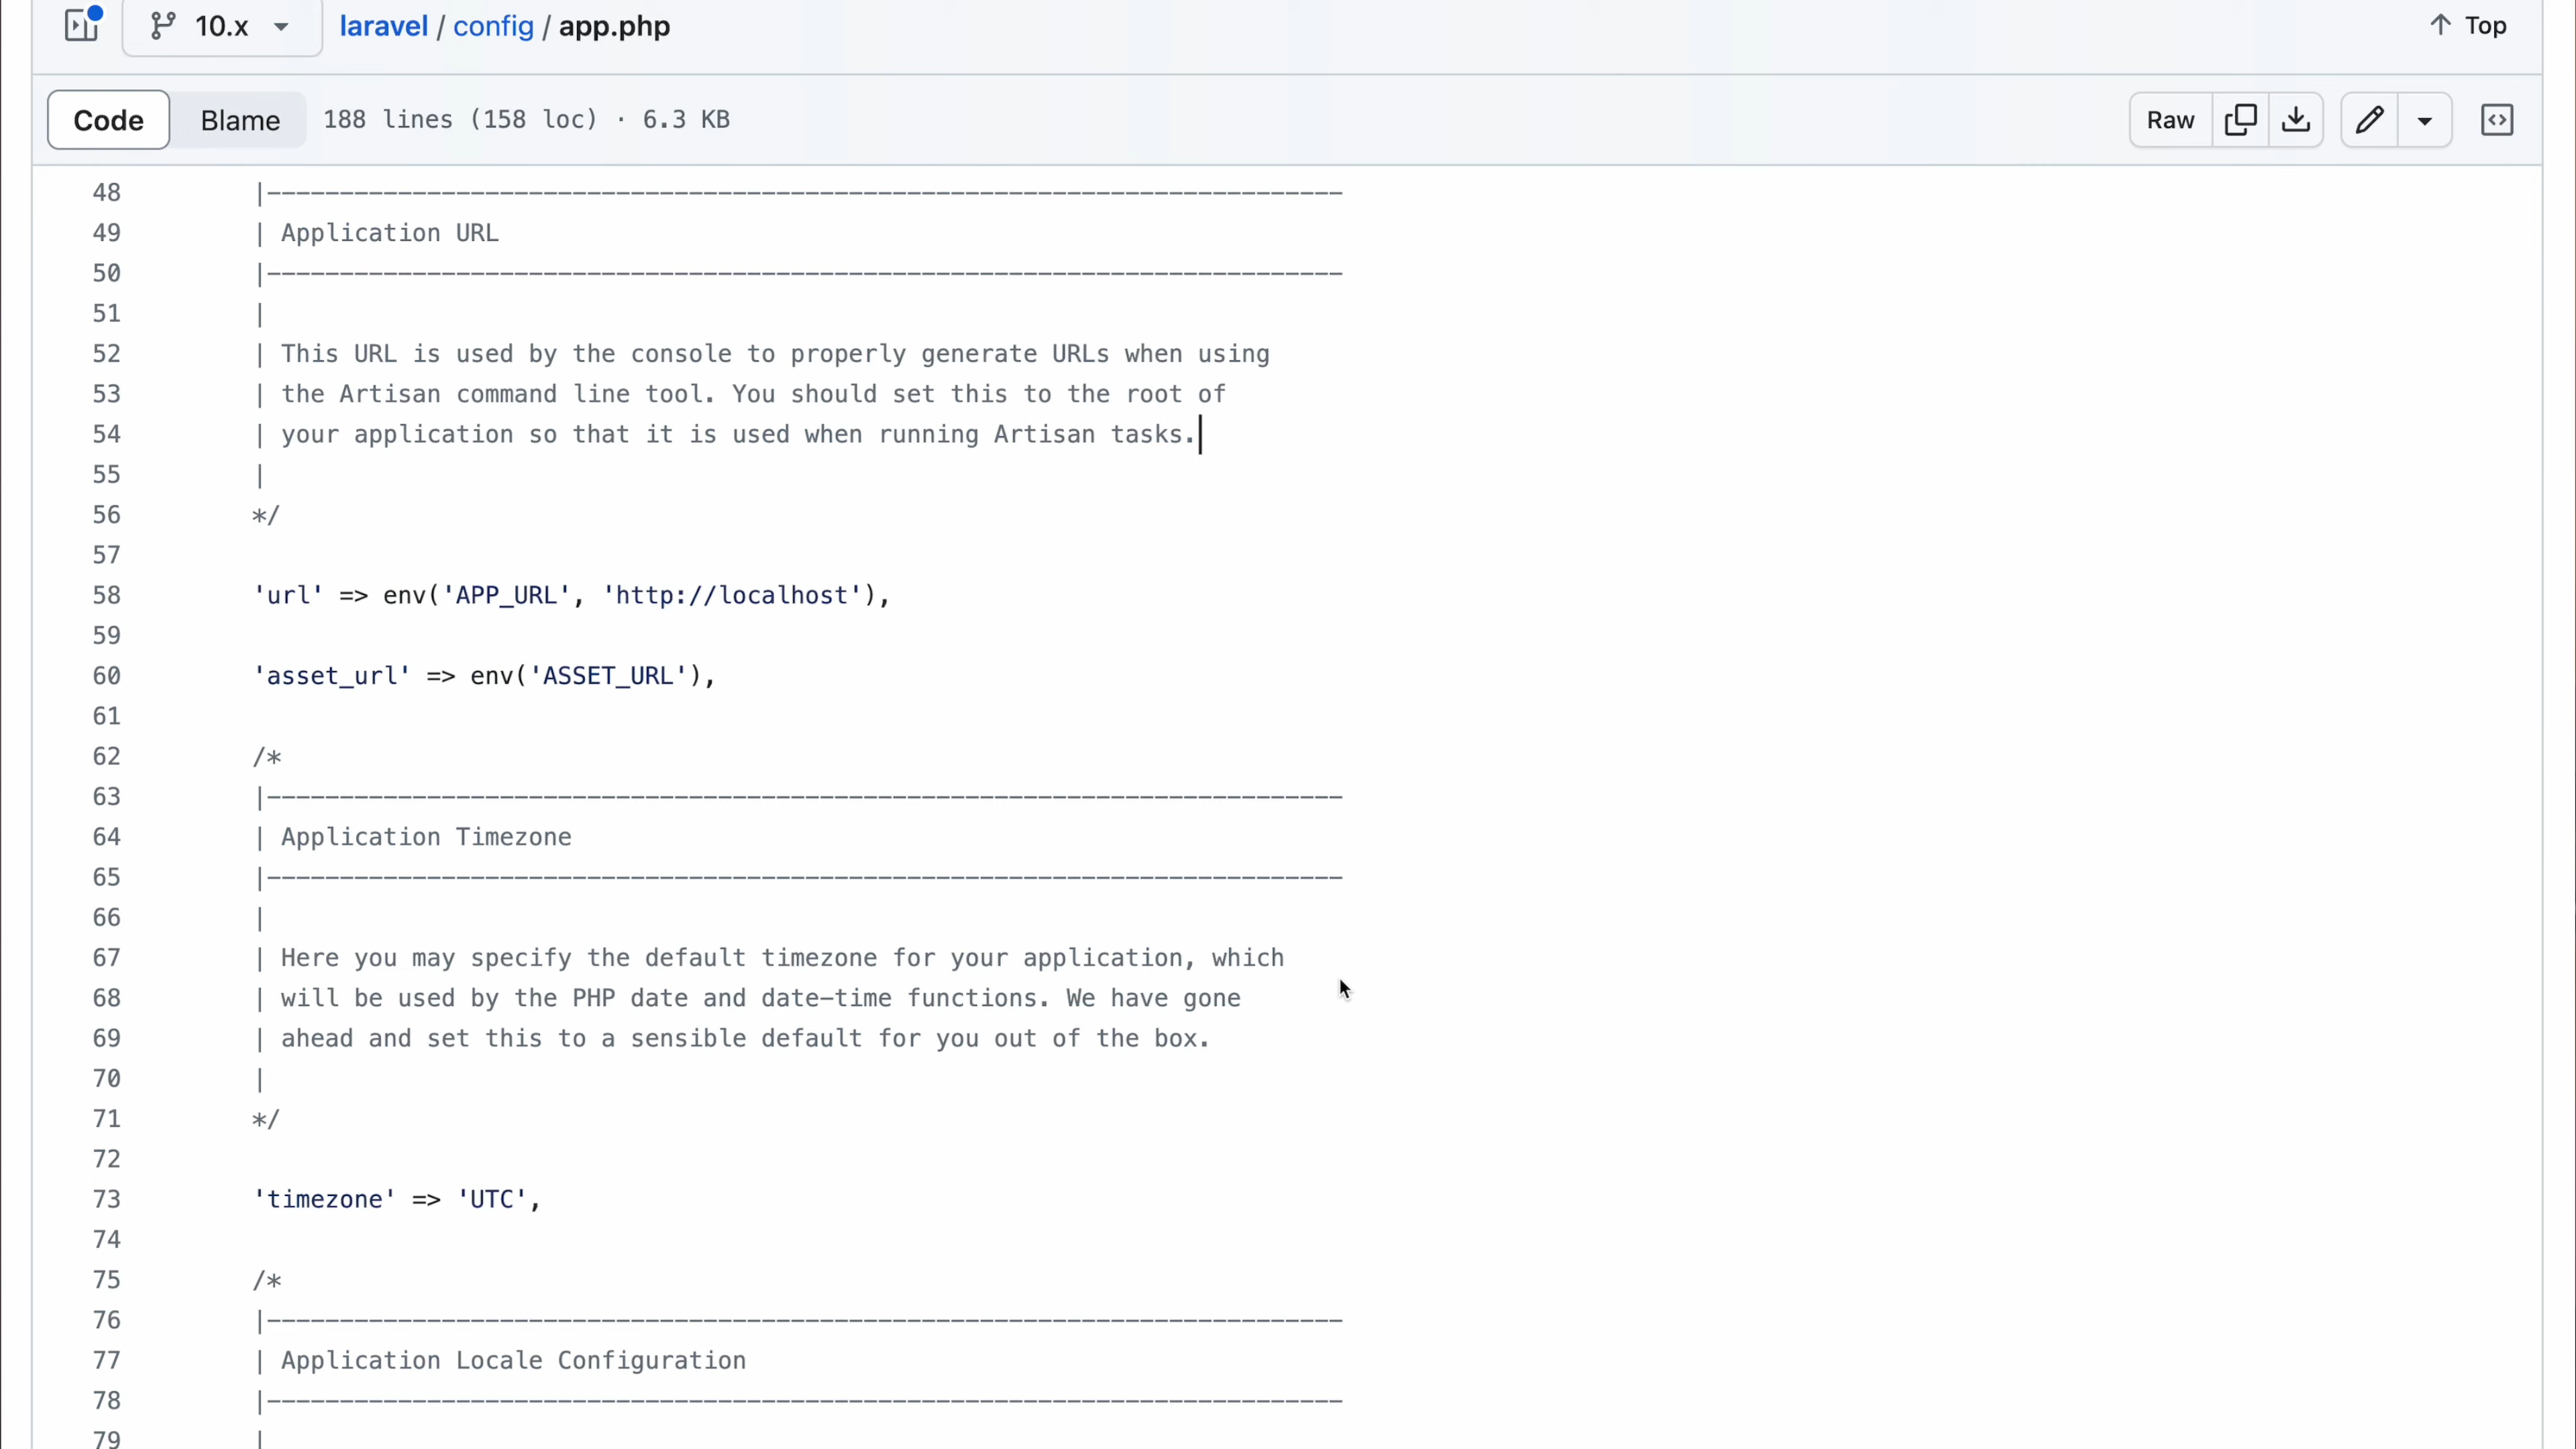 10.x laravel / config / app.php Top
Code Blame 188 lines (158 loc) · 6.3 KB Raw
48 |--------------------------------------------------------------------------
49 | Application URL
50 |--------------------------------------------------------------------------
51 |
52 | This URL is used by the console to properly generate URLs when using
53 | the Artisan command line tool. You should set this to the root of
54 | your application so that it is used when running Artisan tasks.
55 |
56 */
57
58 'url' => env('APP_URL', 'http://localhost'),
59
60 'asset_url' => env('ASSET_URL'),
61
62 /*
63 |--------------------------------------------------------------------------
64 | Application Timezone
65 |--------------------------------------------------------------------------
66 |
67 | Here you may specify the default timezone for your application, which
68 | will be used by the PHP date and date-time functions. We have gone
69 | ahead and set this to a sensible default for you out of the box.
70 |
71 */
72
73 'timezone' => 'UTC',
74
75 /*
76 |--------------------------------------------------------------------------
77 | Application Locale Configuration
78 |--------------------------------------------------------------------------
79 |